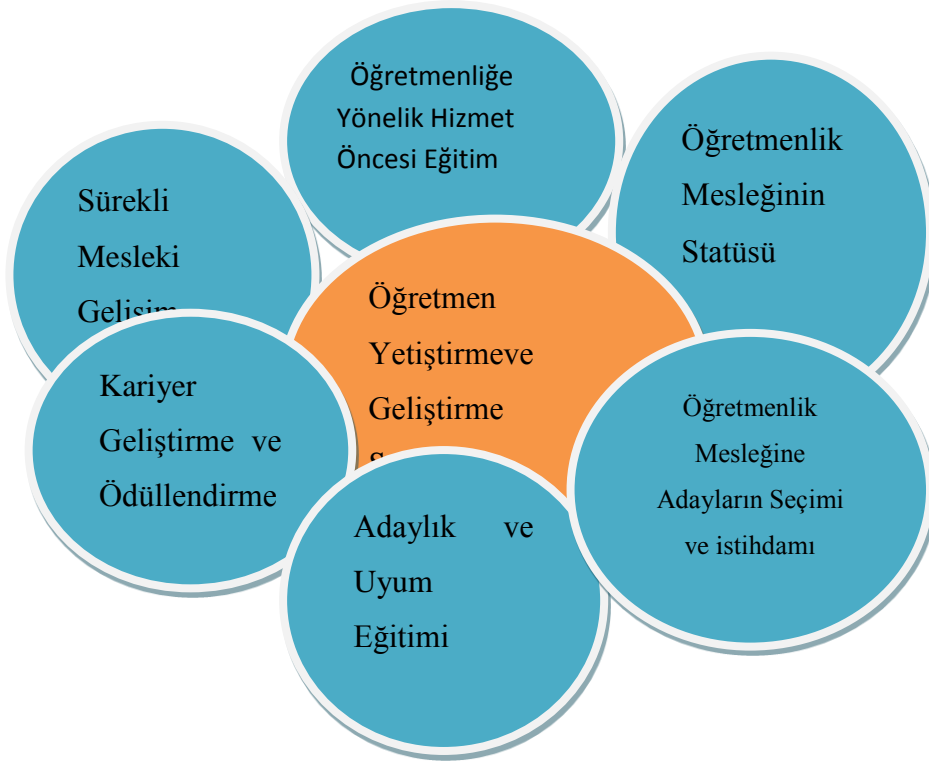 Öğretmenliğe
Yönelik Hizmet
Öncesi Eğitim
Öğretmenlik
Mesleğinin
Statüsü
Sürekli
Mesleki
Gelişim
Öğretmen
Yetiştirmeve
Geliştirme
Kariyer
Geliştirme ve
Ödüllendirme
Öğretmenlik
Mesleğine
Adayların Seçimi
ve istihdamı
Adaylık ve
Uyum
Eğitimi